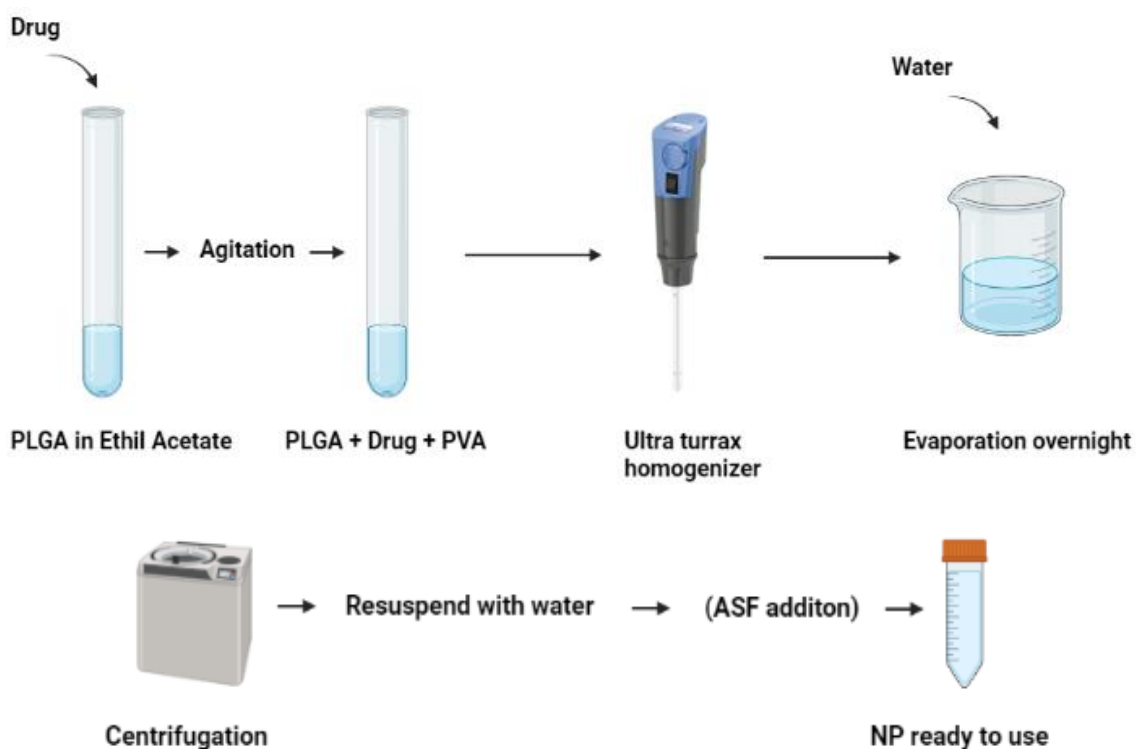 Drug
Water
Agitation
PLGA in Ethil Acetate
PLGA + Drug + PVA
Ultra turrax
homogenizer
Evaporation overnight
Resuspend with water
(ASF additon)
Centrifugation
NP ready to use